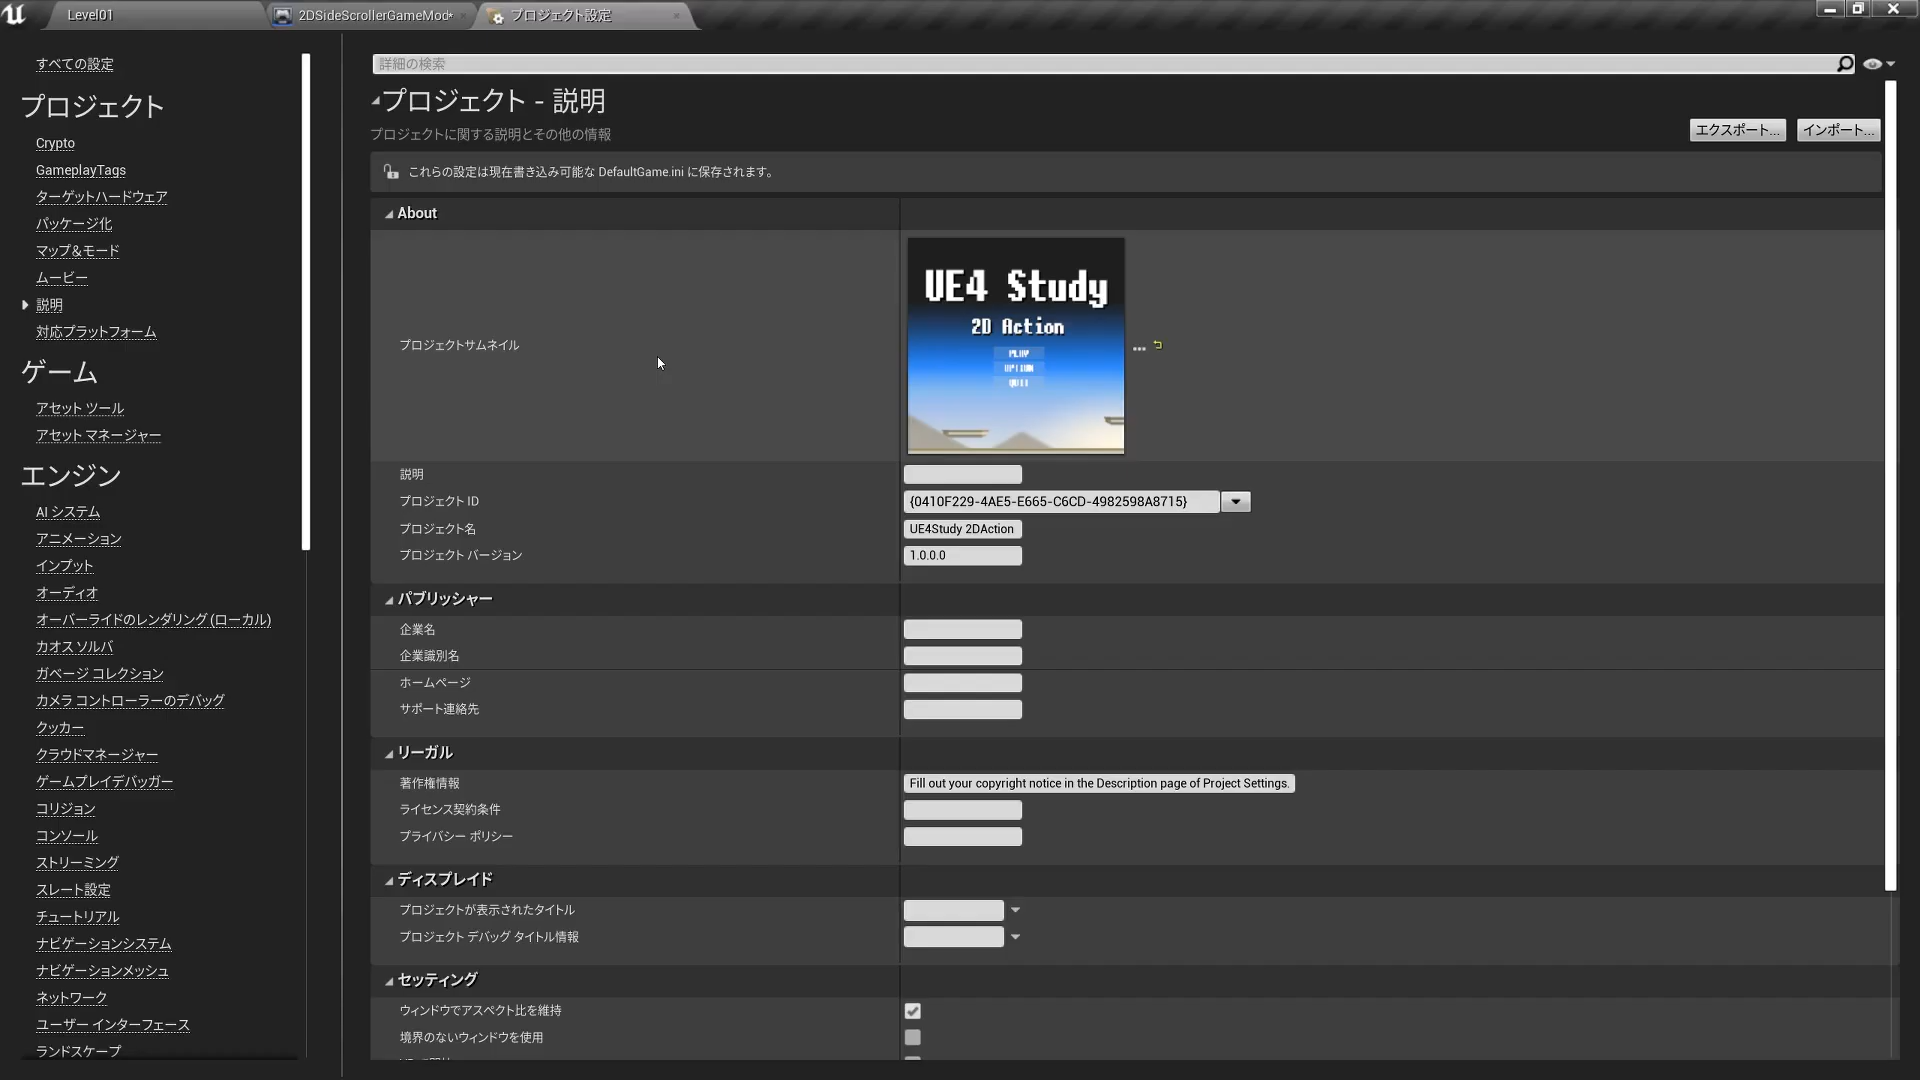 Level01
2DSideScrollerGameMod*
プロジェクト設定
すべての設定
プロジェクト
Crypto
GameplayTags
ターゲットハードウェア
パッケージ化
マップ&モード
ムービー
説明
対応プラットフォーム
ゲーム
アセット ツール
アセット マネージャー
エンジン
AI システム
アニメーション
インプット
オーディオ
オーバーライドのレンダリング (ローカル)
カオス ソルバ
ガベージ コレクション
カメラ コントローラーのデバッグ
クッカー
クラウドマネージャー
ゲームプレイデバッガー
コリジョン
コンソール
ストリーミング
スレート設定
チュートリアル
ナビゲーションシステム
ナビゲーションメッシュ
ネットワーク
ユーザー インターフェース
ランドスケープ
詳細の検索
プロジェクト - 説明
プロジェクトに関する説明とその他の情報
エクスポート...
インポート...
これらの設定は現在書き込み可能な DefaultGame.ini に保存されます。
About
プロジェクトサムネイル
UE4 Study
2D Action
PLAY
OPTION
QUIT
説明
プロジェクト ID
{0410F229-4AE5-E665-C6CD-4982598A8715}
プロジェクト名
UE4Study 2DAction
プロジェクト バージョン
1.0.0.0
パブリッシャー
企業名
企業識別名
ホームページ
サポート連絡先
リーガル
著作権情報
Fill out your copyright notice in the Description page of Project Settings.
ライセンス契約条件
プライバシー ポリシー
ディスプレイド
プロジェクトが表示されたタイトル
プロジェクト デバッグ タイトル情報
セッティング
ウィンドウでアスペクト比を維持
境界のないウィンドウを使用